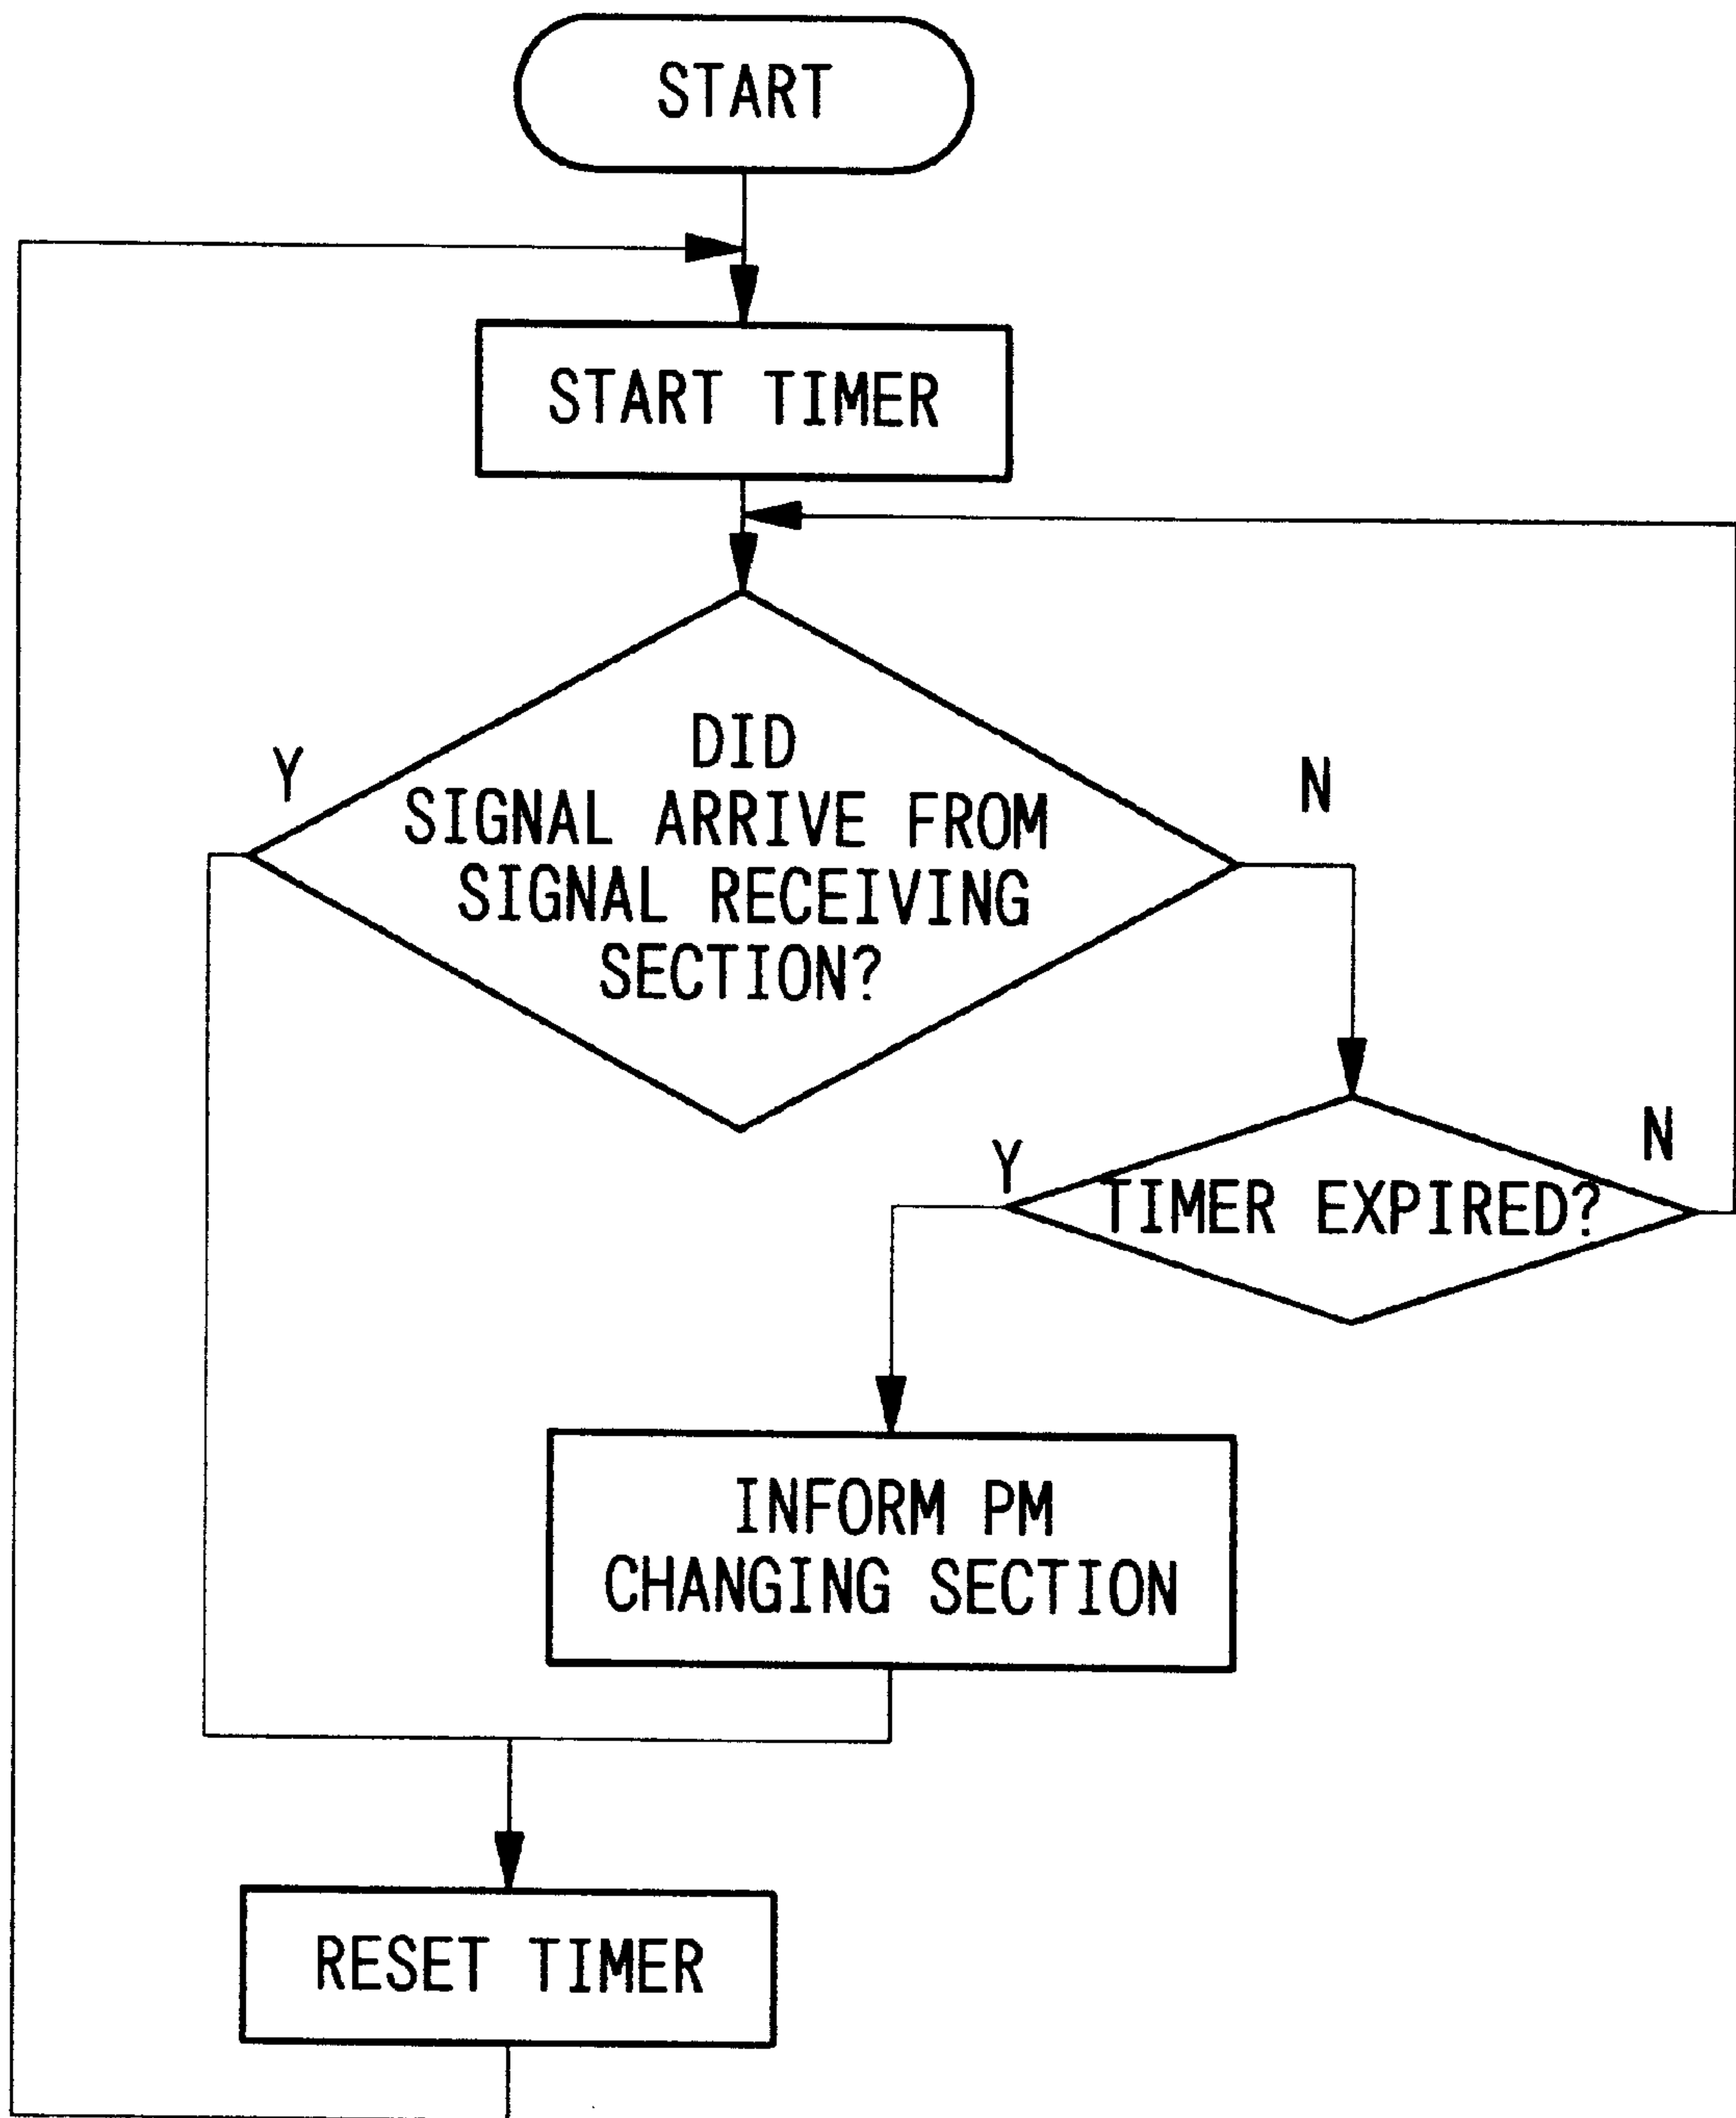 START
START TIMER
DID
SIGNAL ARRIVE FROM
SIGNAL RECEIVING
SECTION?
Y
N
TIMER EXPIRED?
Y
N
INFORM PM
CHANGING SECTION
RESET TIMER